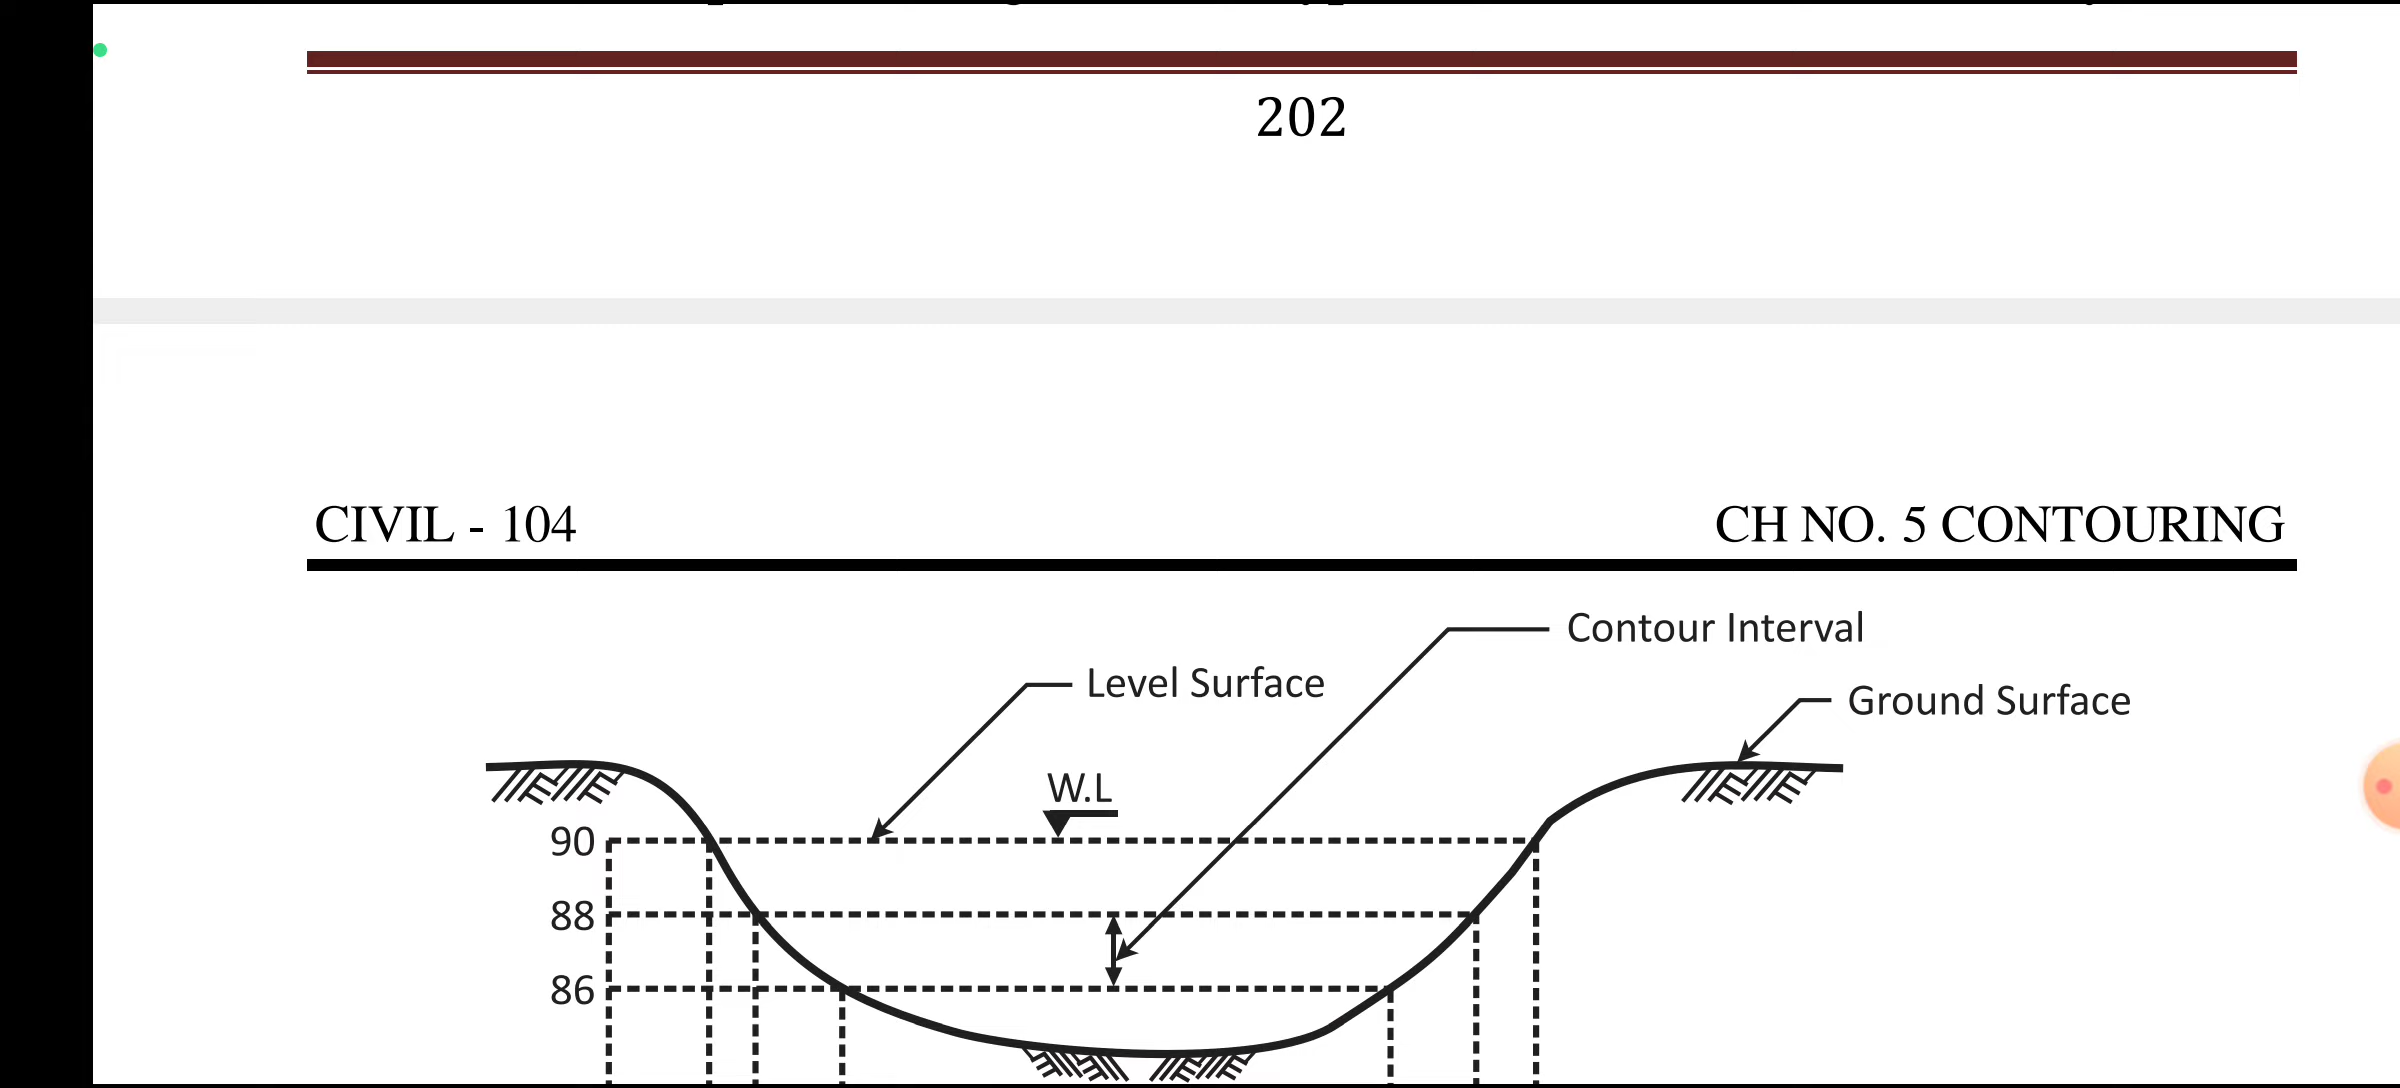 202
CIVIL - 104
CH NO. 5 CONTOURING
Contour Interval
Level Surface
Ground Surface
W.L
90
88
86